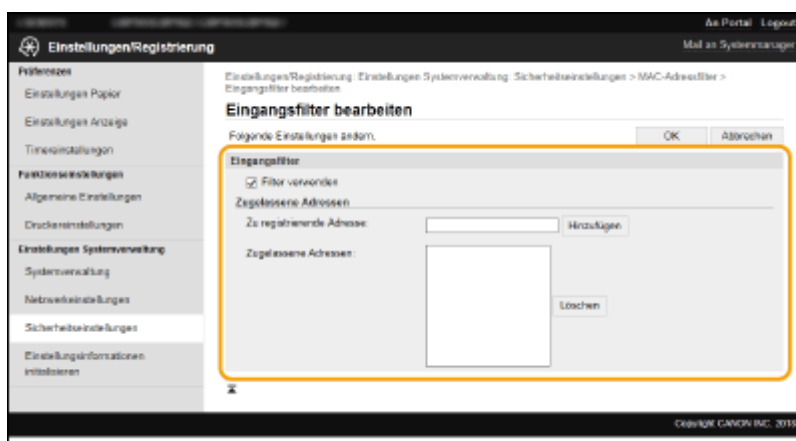 An Portal Logout
Einstellungen/Registrierung
Mail an Systemmanager
Präferenzen
Einstellungen Papier
Einstellungen Anzeige
Timereinstellungen
Funktionseinstellungen
Allgemeine Einstellungen
Druckereinstellungen
Einstellungen Systemverwaltung
Systemverwaltung
Netzwerkeinstellungen
Sicherheitseinstellungen
Einstellungsinformationen
initialisieren
Einstellungen/Registrierung: Einstellungen Systemverwaltung: Sicherheitseinstellungen > MAC-Adressfilter >
Eingangsfilter bearbeiten
Eingangsfilter bearbeiten
Folgende Einstellungen ändern.
OK
Abbrechen
Eingangsfilter
Filter verwenden
Zugelassene Adressen
Zu registrierende Adresse:
Hinzufügen
Zugelassene Adressen:
Löschen
Copyright CANON INC. 2018